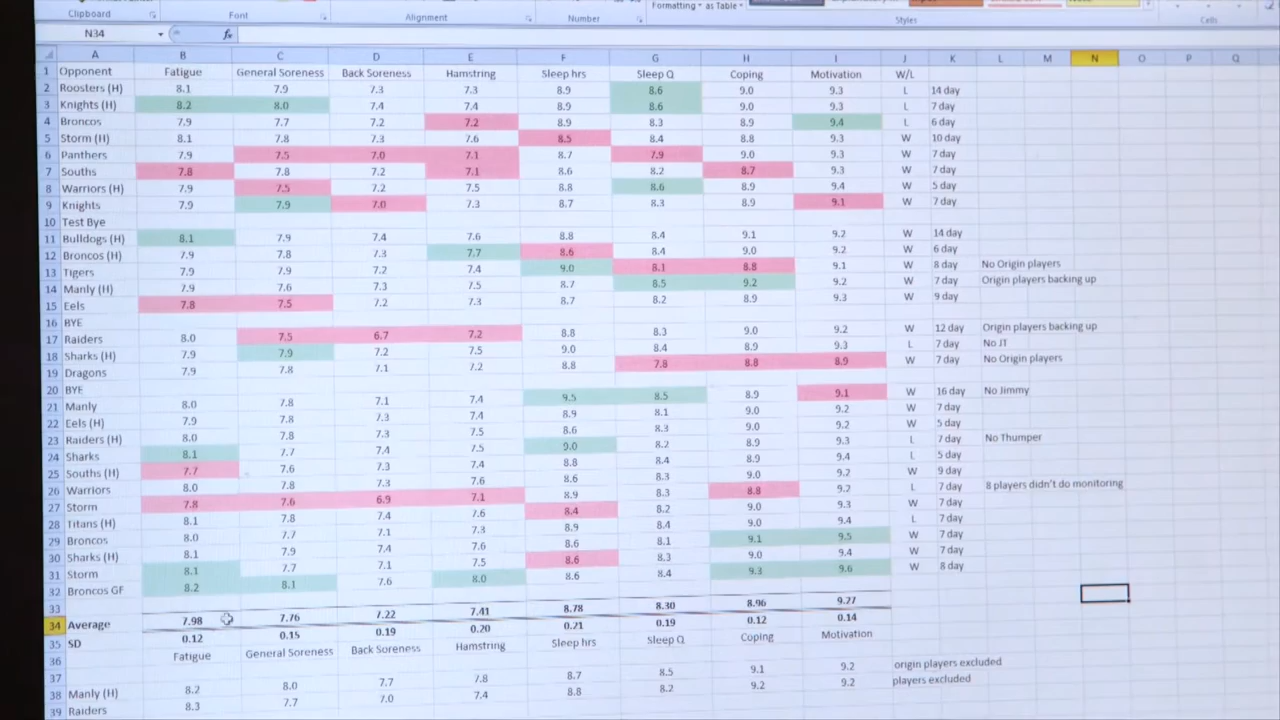 Clipboard Font Alignment Number Formatting as Table Styles Cells
N34 fx
A B C D E F G H I J K L M N O P Q
1 Opponent Fatigue General Soreness Back Soreness Hamstring Sleep hrs Sleep Q Coping Motivation W/L
2 Roosters (H) 8.1 7.9 7.3 7.3 8.9 8.6 9.0 9.3 L 14 day
3 Knights (H) 8.2 8.0 7.4 7.4 8.9 8.6 9.0 9.3 L 7 day
4 Broncos 7.9 7.7 7.2 7.2 8.9 8.3 8.9 9.4 L 6 day
5 Storm (H) 8.1 7.8 7.3 7.6 8.5 8.4 8.8 9.3 W 10 day
6 Panthers 7.9 7.5 7.0 7.1 8.7 7.9 9.0 9.3 W 7 day
7 Souths 7.8 7.8 7.2 7.1 8.6 8.2 8.7 9.3 W 7 day
8 Warriors (H) 7.9 7.5 7.2 7.5 8.8 8.6 8.9 9.4 W 5 day
9 Knights 7.9 7.9 7.0 7.3 8.7 8.3 8.9 9.1 W 7 day
10 Test Bye
11 Bulldogs (H) 8.1 7.9 7.4 7.6 8.8 8.4 9.1 9.2 W 14 day
12 Broncos (H) 7.9 7.8 7.3 7.7 8.6 8.4 9.0 9.2 W 6 day
13 Tigers 7.9 7.9 7.2 7.4 9.0 8.1 8.8 9.1 W 8 day No Origin players
14 Manly (H) 7.9 7.6 7.3 7.5 8.7 8.5 9.2 9.2 W 7 day Origin players backing up
15 Eels 7.8 7.5 7.2 7.3 8.7 8.2 8.9 9.3 W 9 day
16 BYE
17 Raiders 8.0 7.5 6.7 7.2 8.8 8.3 9.0 9.2 W 12 day Origin players backing up
18 Sharks (H) 7.9 7.9 7.2 7.5 9.0 8.4 8.9 9.3 L 7 day No JT
19 Dragons 7.9 7.8 7.1 7.2 8.8 7.8 8.8 8.9 W 7 day No Origin players
20 BYE
21 Manly 8.0 7.8 7.1 7.4 9.5 8.5 8.9 9.1 W 16 day No Jimmy
22 Eels (H) 7.9 7.8 7.3 7.4 8.9 8.1 9.0 9.2 W 7 day
23 Raiders (H) 8.0 7.8 7.3 7.4 8.6 8.3 9.0 9.2 W 5 day
24 Sharks 8.1 7.7 7.4 7.5 9.0 8.2 8.9 9.3 L 7 day No Thumper
25 Souths (H) 7.7 7.6 7.3 7.4 8.8 8.4 8.9 9.4 L 5 day
26 Warriors 8.0 7.8 7.3 7.6 8.6 8.3 9.0 9.2 W 9 day
27 Storm 7.8 7.6 6.9 7.1 8.9 8.3 8.8 9.2 L 7 day 8 players didn't do monitoring
28 Titans (H) 8.1 7.8 7.4 7.6 8.4 8.2 9.0 9.3 W 7 day
29 Broncos 8.0 7.7 7.1 7.3 8.9 8.4 9.0 9.4 L 7 day
30 Sharks (H) 8.1 7.9 7.4 7.6 8.6 8.1 9.1 9.5 W 7 day
31 Storm 8.1 7.7 7.1 7.5 8.6 8.3 9.0 9.4 W 7 day
32 Broncos GF 8.2 8.1 7.6 8.0 8.6 8.4 9.3 9.6 W 8 day
33
34 Average 7.98 7.76 7.22 7.41 8.78 8.30 8.96 9.27
35 SD 0.12 0.15 0.19 0.20 0.21 0.19 0.12 0.14
36 Fatigue General Soreness Back Soreness Hamstring Sleep hrs Sleep Q Coping Motivation
37
38 Manly (H) 8.2 8.0 7.7 7.8 8.7 8.5 9.1 9.2 origin players excluded
39 Raiders 8.3 7.7 7.0 7.4 8.8 8.2 9.2 9.2 players excluded